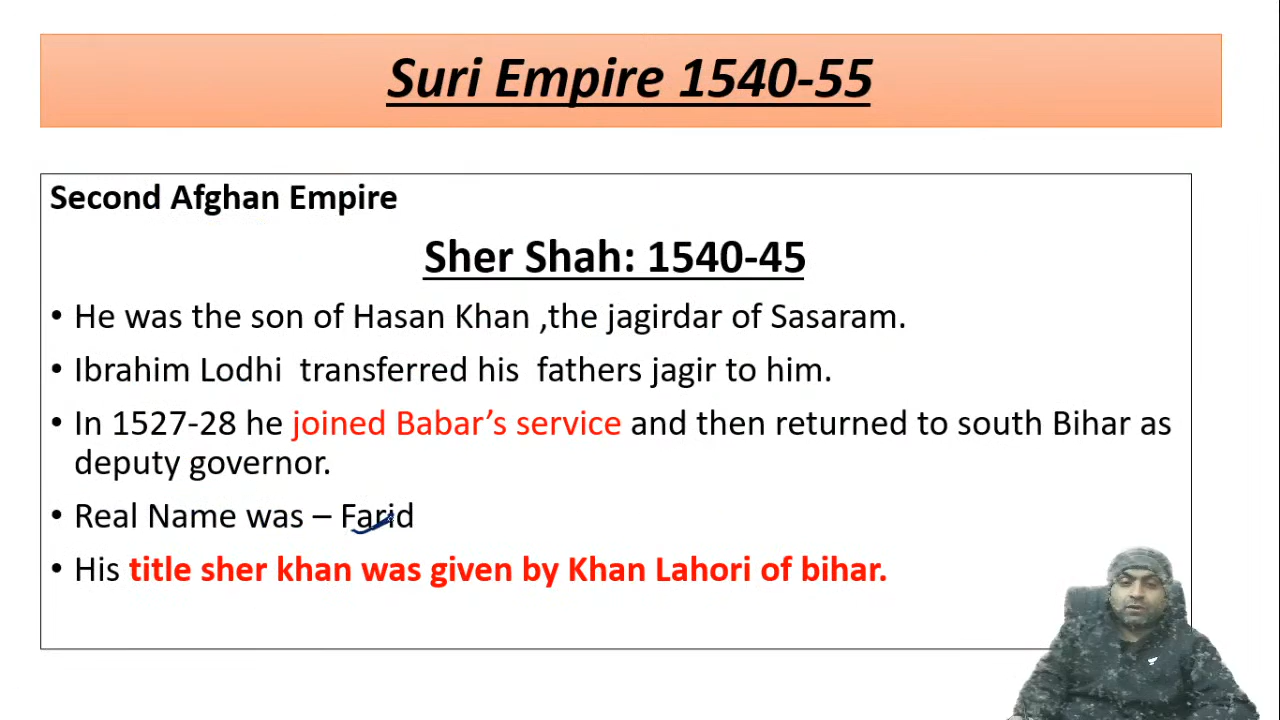 Suri Empire 1540-55
Second Afghan Empire
Sher Shah: 1540-45
• He was the son of Hasan Khan ,the jagirdar of Sasaram.
• Ibrahim Lodhi  transferred his  fathers jagir to him.
• In 1527-28 he joined Babar’s service and then returned to south Bihar as
deputy governor.
• Real Name was – Farid
• His title sher khan was given by Khan Lahori of bihar.